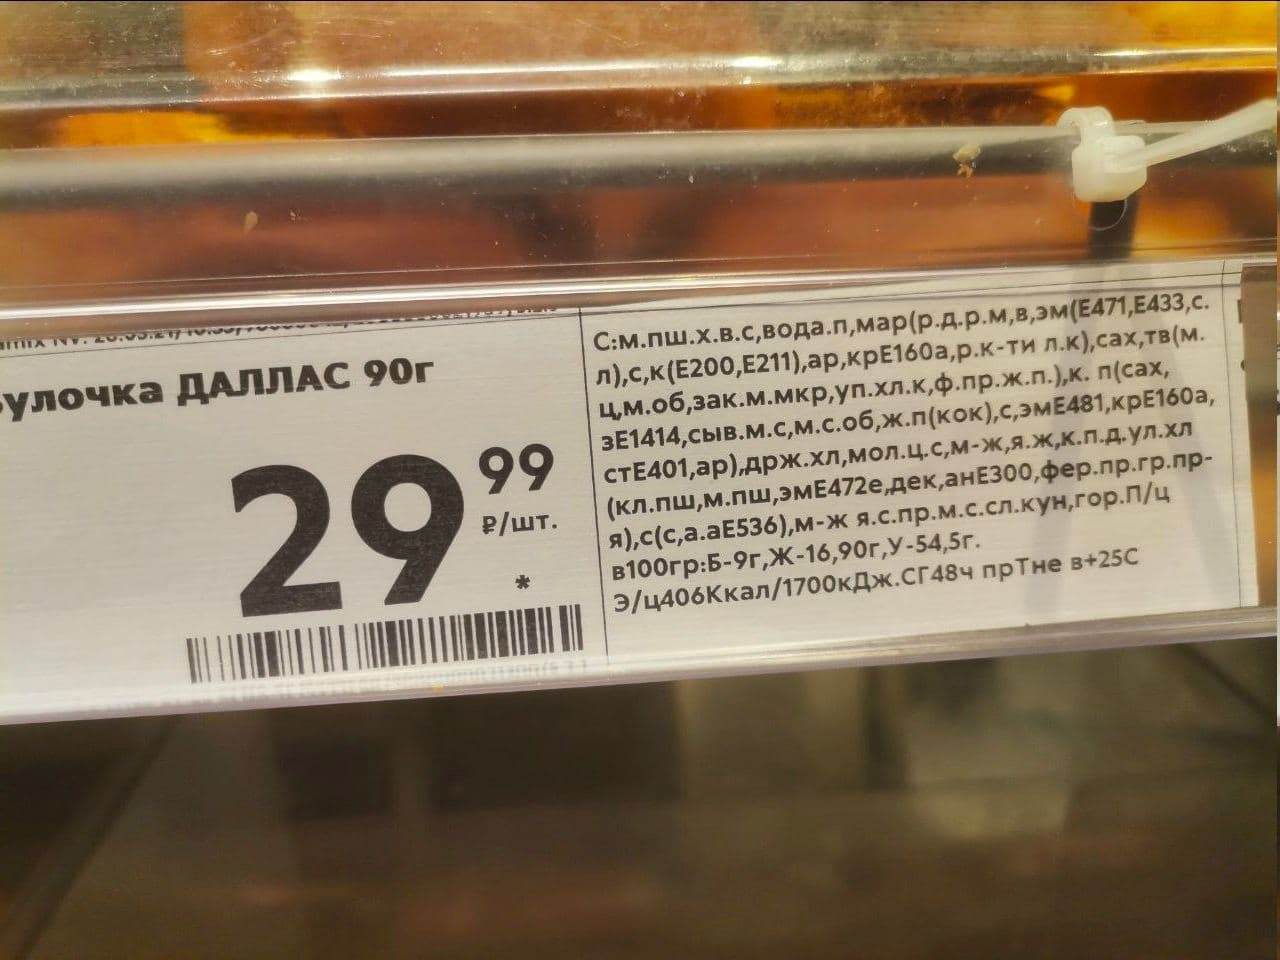 булочка ДАЛЛАС 90г
29 99
₽/шт.
*
С:м.пш.х.в.с,вода.п,мар(р.д.р.м,в,эм(Е471,Е433,с.
л),с,к(Е200,Е211),ар,крЕ160а,р.к-ти л.к),сах,тв(м.
ц,м.об,зак.м.мкр,уп.хл.к,ф.пр.ж.п.),к. п(сах,
зЕ1414,сыв.м.с,м.с.об,ж.п(кок),с,эмЕ481,крЕ160а,
стЕ401,ар),држ.хл,мол.ц.с,м-ж,я.ж,к.п.д.ул.хл
(кл.пш,м.пш,эмЕ472е,дек,анЕ300,фер.пр.гр.пр-
я),с(с,а.аЕ536),м-ж я.с.пр.м.с.сл.кун,гор.П/ц
в100гр:Б-9г,Ж-16,90г,У-54,5г.
Э/ц406Ккал/1700кДж.СГ48ч прТне в+25С